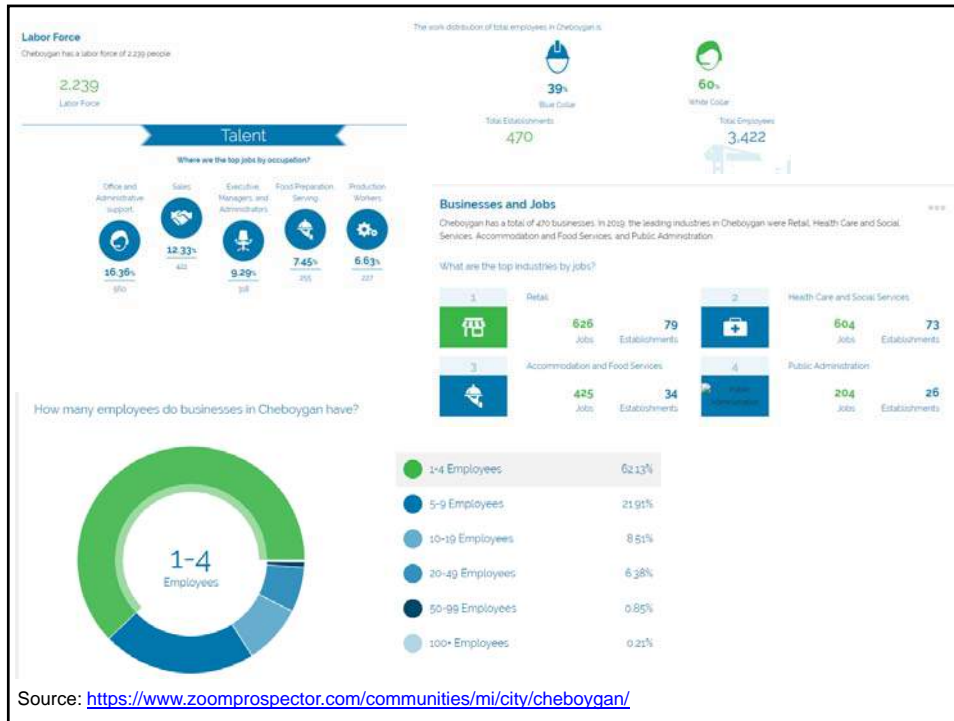 Labor Force
Cheboygan has a labor force of 2,239 people
2,239
Labor Force
Talent
Where are the top jobs by occupation?
Office and
Administrative
support
16.36%
560
Sales
12.33%
422
Executive,
Managers, and
Administrators
9.29%
318
Food Preparation
Serving
7.45%
255
Production
Workers
6.63%
227
The work distribution of total employees in Cheboygan is:
39%
Blue Collar
60%
White Collar
Total Establishments
470
Total Employees
3,422
Businesses and Jobs
Cheboygan has a total of 470 businesses. In 2019, the leading industries in Cheboygan were Retail, Health Care and Social
Services, Accommodation and Food Services, and Public Administration.
What are the top industries by jobs?
1
Retail
626
Jobs
79
Establishments
2
Health Care and Social Services
604
Jobs
73
Establishments
3
Accommodation and Food Services
425
Jobs
34
Establishments
4
Public Administration
204
Jobs
26
Establishments
How many employees do businesses in Cheboygan have?
1-4
Employees
1-4 Employees 62.13%
5-9 Employees 21.91%
10-19 Employees 8.51%
20-49 Employees 6.38%
50-99 Employees 0.85%
100+ Employees 0.21%
Source: https://www.zoomprospector.com/communities/mi/city/cheboygan/